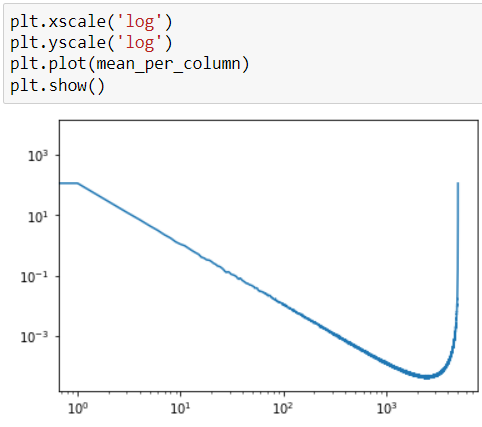 plt.xscale('log')
plt.yscale('log')
plt.plot(mean_per_column)
plt.show()
10³
10¹
10⁻¹
10⁻³
10⁰ 10¹ 10² 10³